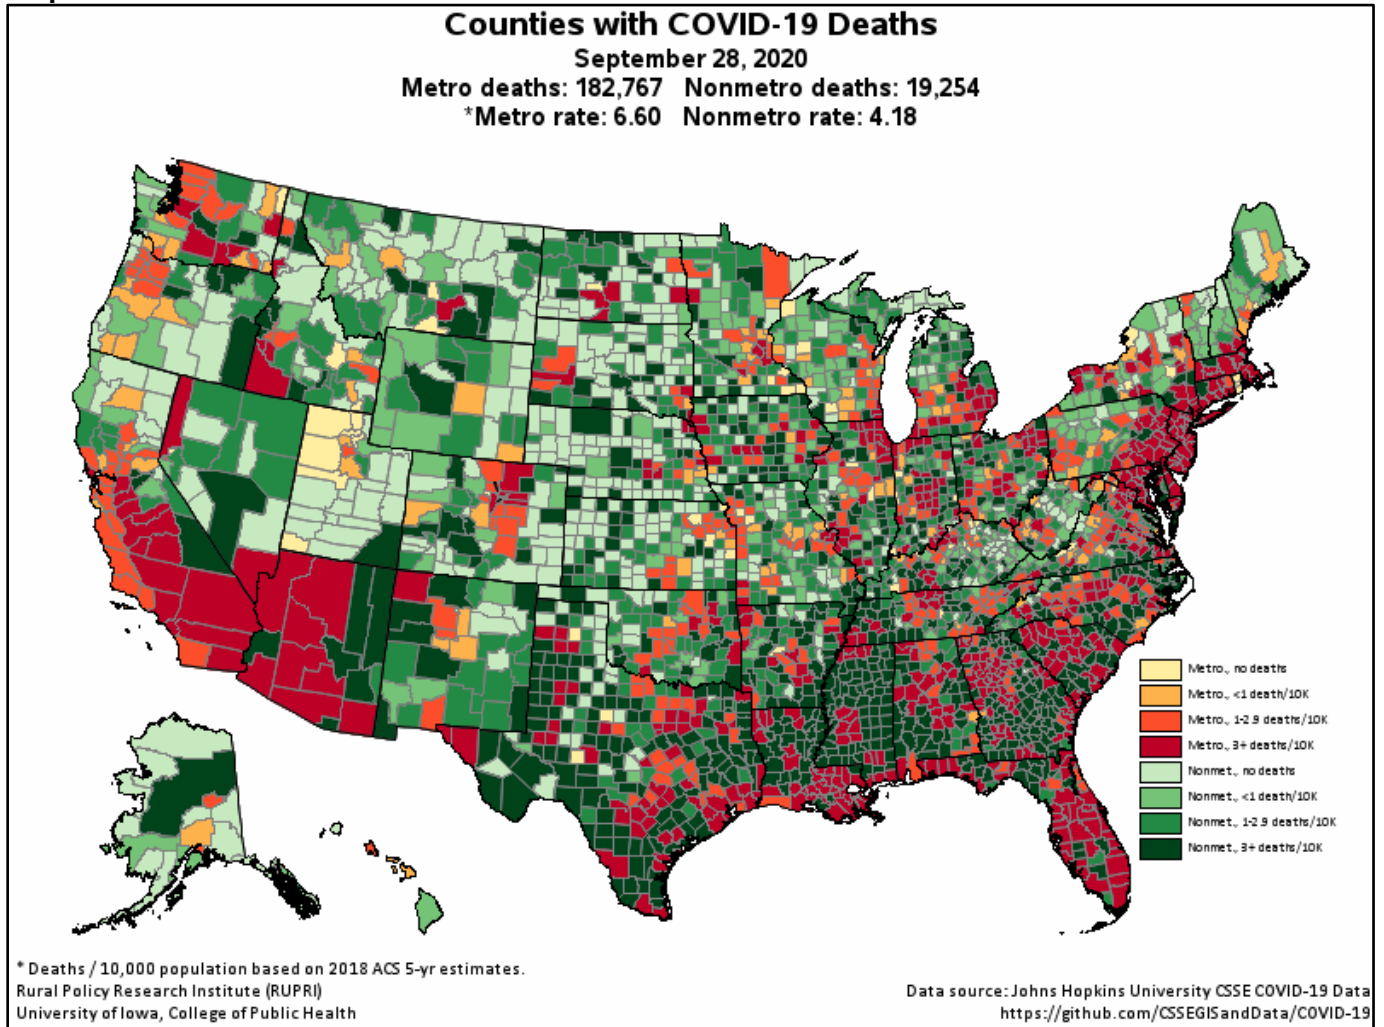 Counties with COVID-19 Deaths
September 28, 2020
Metro deaths: 182,767   Nonmetro deaths: 19,254
*Metro rate: 6.60   Nonmetro rate: 4.18
Metro., no deaths
Metro., <1 death/10K
Metro., 1-2.9 deaths/10K
Metro., 3+ deaths/10K
Nonmet., no deaths
Nonmet., <1 death/10K
Nonmet., 1-2.9 deaths/10K
Nonmet., 3+ deaths/10K
* Deaths / 10,000 population based on 2018 ACS 5-yr estimates.
Rural Policy Research Institute (RUPRI)
University of Iowa, College of Public Health
Data source: Johns Hopkins University CSSE COVID-19 Data
https://github.com/CSSEGISandData/COVID-19